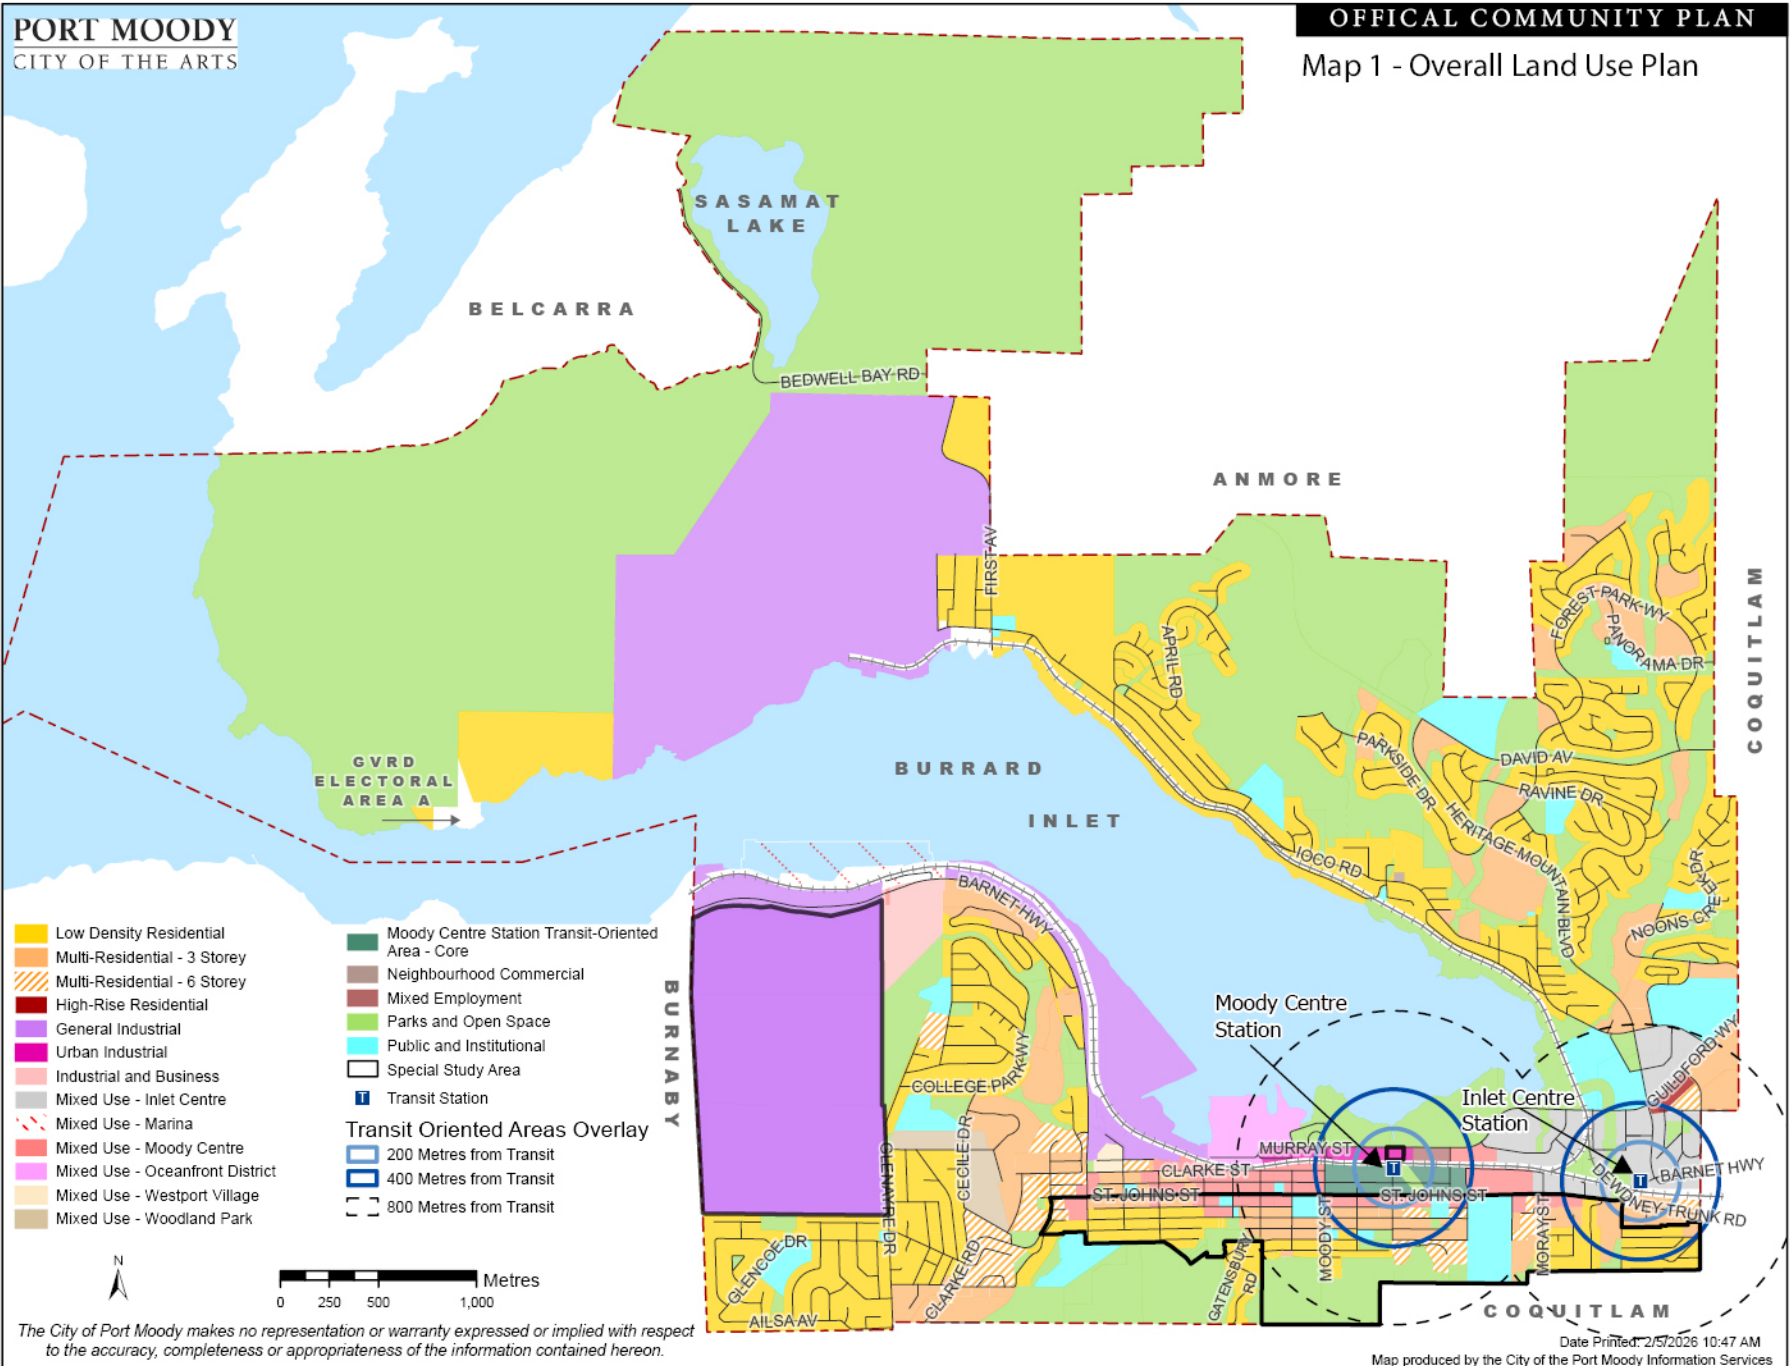 PORT MOODY
CITY OF THE ARTS
OFFICAL COMMUNITY PLAN
Map 1 - Overall Land Use Plan
SASAMAT
LAKE
BELCARRA
BEDWELL BAY RD
ANMORE
FIRST AV
APRIL RD
FOREST PARK WY
PANORAMA DR
COQUITLAM
DAVID AV
RAVINE DR
PARKSIDE DR
HERITAGE MOUNTAIN BLVD
NOONS CREEK DR
IOCO RD
GVRD
ELECTORAL
AREA A
BURRARD
INLET
BARNET HWY
BURNABY
COLLEGE PARK WY
CECILE DR
GLENAYRE DR
GLENCOE DR
AILSA AV
CLARKE RD
Moody Centre
Station
Inlet Centre
Station
GUILDFORD WY
MURRAY ST
CLARKE ST
ST. JOHNS ST
ST. JOHNS ST
MOODY ST
MORAY ST
GATENSBURY
RD
BARNET HWY
DEWDNEY TRUNK RD
T
T
COQUITLAM
Low Density Residential
Multi-Residential - 3 Storey
Multi-Residential - 6 Storey
High-Rise Residential
General Industrial
Urban Industrial
Industrial and Business
Mixed Use - Inlet Centre
Mixed Use - Marina
Mixed Use - Moody Centre
Mixed Use - Oceanfront District
Mixed Use - Westport Village
Mixed Use - Woodland Park
Moody Centre Station Transit-Oriented
Area - Core
Neighbourhood Commercial
Mixed Employment
Parks and Open Space
Public and Institutional
Special Study Area
T Transit Station
Transit Oriented Areas Overlay
200 Metres from Transit
400 Metres from Transit
800 Metres from Transit
N
Metres
0 250 500 1,000
The City of Port Moody makes no representation or warranty expressed or implied with respect
to the accuracy, completeness or appropriateness of the information contained hereon.
Date Printed: 2/5/2026 10:47 AM
Map produced by the City of the Port Moody Information Services